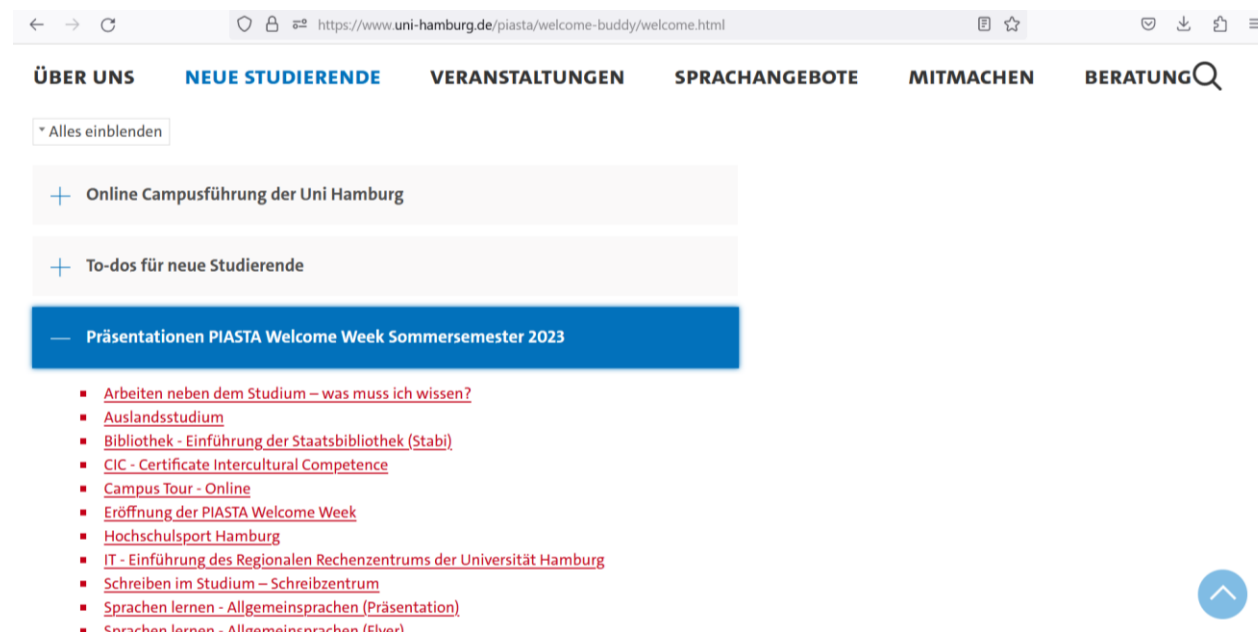 https://www.uni-hamburg.de/piasta/welcome-buddy/welcome.html
ÜBER UNS NEUE STUDIERENDE VERANSTALTUNGEN SPRACHANGEBOTE MITMACHEN BERATUNG
Alles einblenden
Online Campusführung der Uni Hamburg
To-dos für neue Studierende
Präsentationen PIASTA Welcome Week Sommersemester 2023
Arbeiten neben dem Studium – was muss ich wissen?
Auslandsstudium
Bibliothek - Einführung der Staatsbibliothek (Stabi)
CIC - Certificate Intercultural Competence
Campus Tour - Online
Eröffnung der PIASTA Welcome Week
Hochschulsport Hamburg
IT - Einführung des Regionalen Rechenzentrums der Universität Hamburg
Schreiben im Studium – Schreibzentrum
Sprachen lernen - Allgemeinsprachen (Präsentation)
Sprachen lernen - Allgemeinsprachen (Flyer)